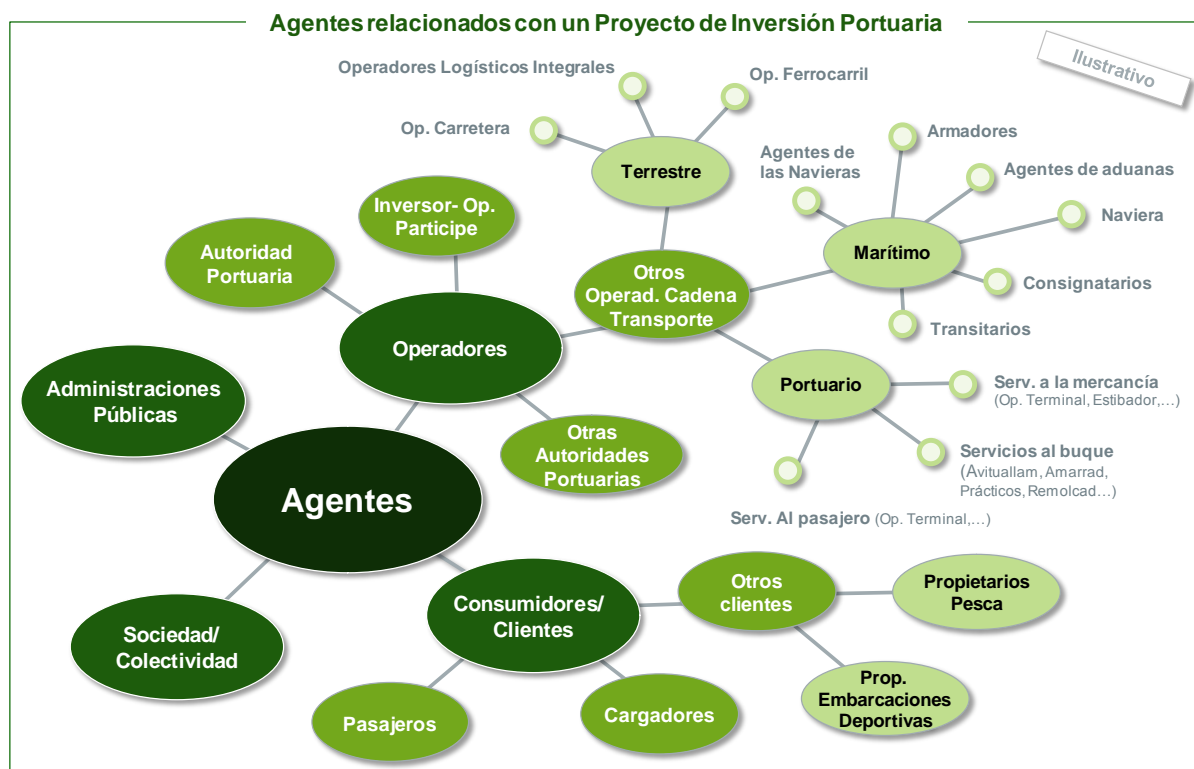 Agentes relacionados con un Proyecto de Inversión Portuaria
Ilustrativo
Operadores Logísticos Integrales
Op. Ferrocarril
Op. Carretera
Terrestre
Agentes de
las Navieras
Armadores
Agentes de aduanas
Naviera
Marítimo
Consignatarios
Transitarios
Inversor- Op.
Participe
Autoridad
Portuaria
Otros
Operad. Cadena
Transporte
Operadores
Administraciones
Públicas
Portuario
Serv. a la mercancía
(Op. Terminal, Estibador,…)
Servicios al buque
(Avituallam, Amarrad,
Prácticos, Remolcad…)
Serv. Al pasajero (Op. Terminal,…)
Otras
Autoridades
Portuarias
Agentes
Consumidores/
Clientes
Otros
clientes
Propietarios
Pesca
Prop.
Embarcaciones
Deportivas
Sociedad/
Colectividad
Pasajeros
Cargadores